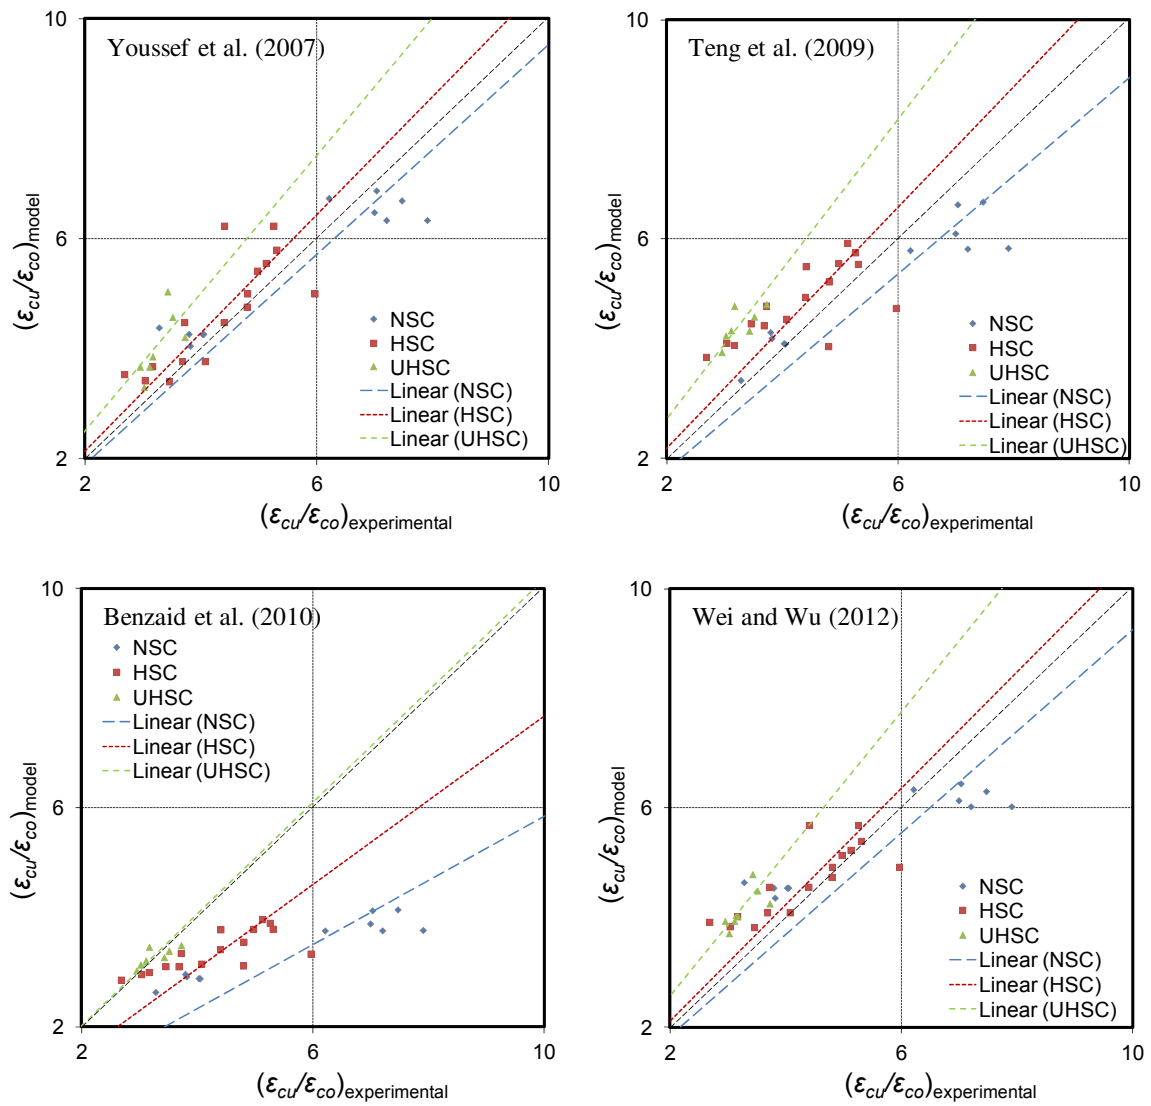 10
Youssef et al. (2007)
(εcu/εco)model
6
NSC
HSC
UHSC
Linear (NSC)
Linear (HSC)
Linear (UHSC)
2
2 6 10
(εcu/εco)experimental
10
Teng et al. (2009)
(εcu/εco)model
6
NSC
HSC
UHSC
Linear (NSC)
Linear (HSC)
Linear (UHSC)
2
2 6 10
(εcu/εco)experimental
10
Benzaid et al. (2010)
NSC
HSC
UHSC
Linear (NSC)
Linear (HSC)
Linear (UHSC)
(εcu/εco)model
6
2
2 6 10
(εcu/εco)experimental
10
Wei and Wu (2012)
(εcu/εco)model
6
NSC
HSC
UHSC
Linear (NSC)
Linear (HSC)
Linear (UHSC)
2
2 6 10
(εcu/εco)experimental